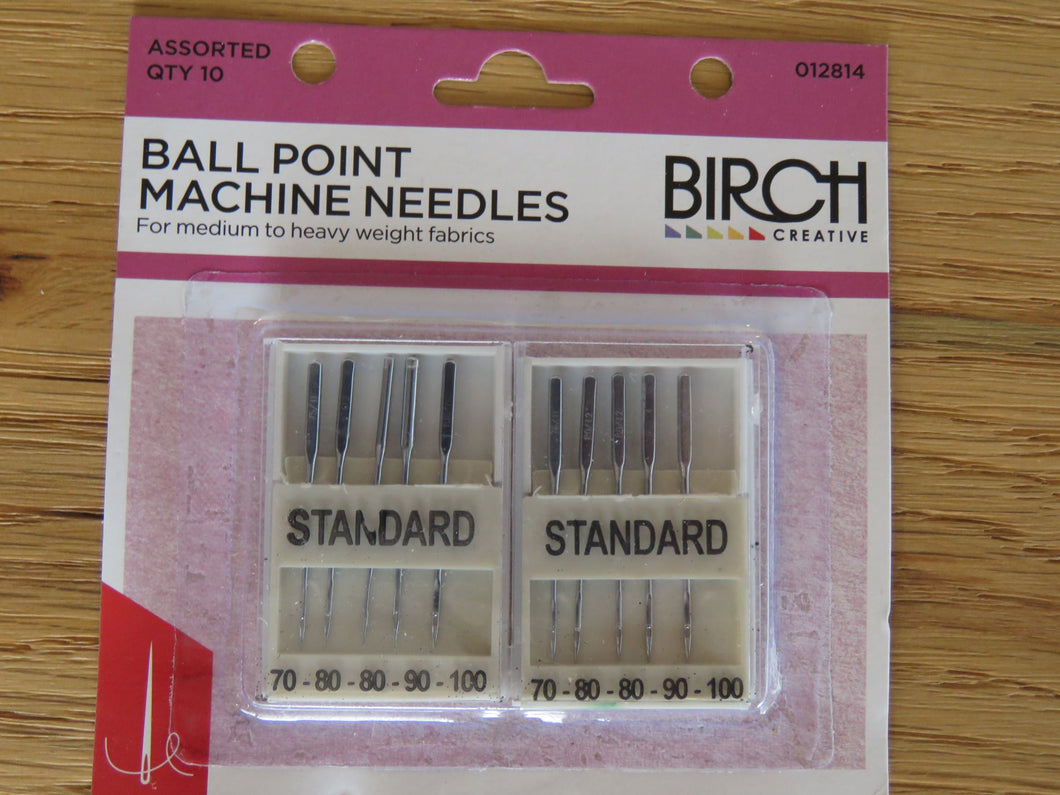 ASSORTED
QTY 10
012814
BALL POINT
MACHINE NEEDLES
For medium to heavy weight fabrics
BIRCH
CREATIVE
STANDARD
70 - 80 - 80 - 90 - 100
STANDARD
70 - 80 - 80 - 90 - 100